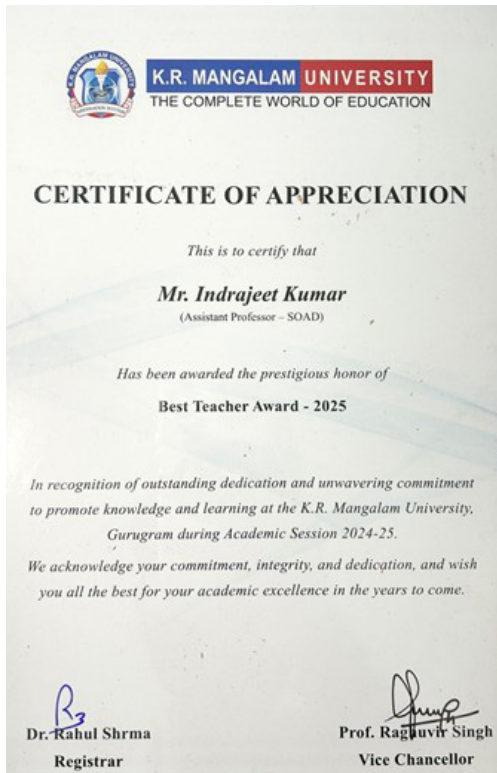 K.R. MANGALAM UNIVERSITY
THE COMPLETE WORLD OF EDUCATION
CERTIFICATE OF APPRECIATION
This is to certify that
Mr. Indrajeet Kumar
(Assistant Professor – SOAD)
Has been awarded the prestigious honor of
Best Teacher Award - 2025
In recognition of outstanding dedication and unwavering commitment
to promote knowledge and learning at the K.R. Mangalam University,
Gurugram during Academic Session 2024-25.
We acknowledge your commitment, integrity, and dedication, and wish
you all the best for your academic excellence in the years to come.
Dr. Rahul Shrma
Prof. Raghuvir Singh
Registrar
Vice Chancellor